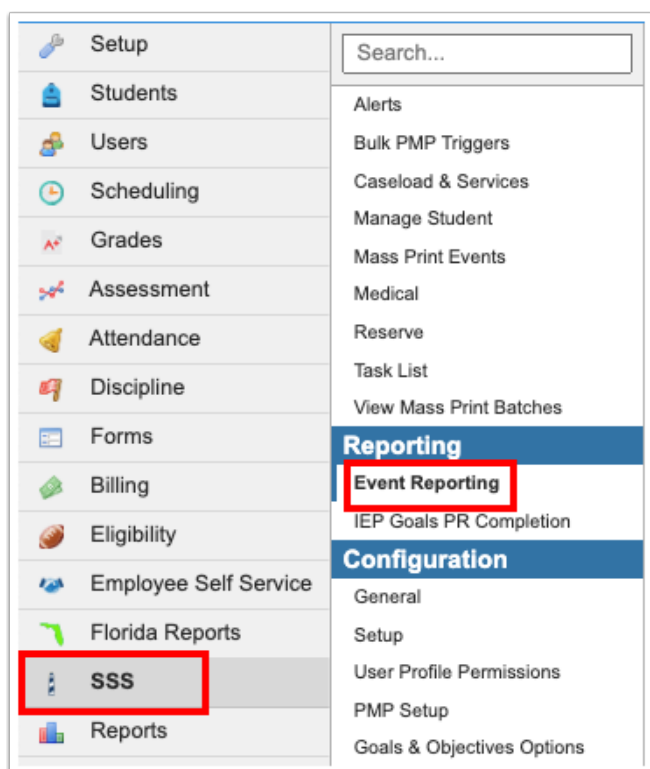 Setup
Students
Users
Scheduling
Grades
A+
Assessment
Attendance
Discipline
Forms
Billing
Eligibility
Employee Self Service
Florida Reports
SSS
Reports
Search...
Alerts
Bulk PMP Triggers
Caseload & Services
Manage Student
Mass Print Events
Medical
Reserve
Task List
View Mass Print Batches
Reporting
Event Reporting
IEP Goals PR Completion
Configuration
General
Setup
User Profile Permissions
PMP Setup
Goals & Objectives Options